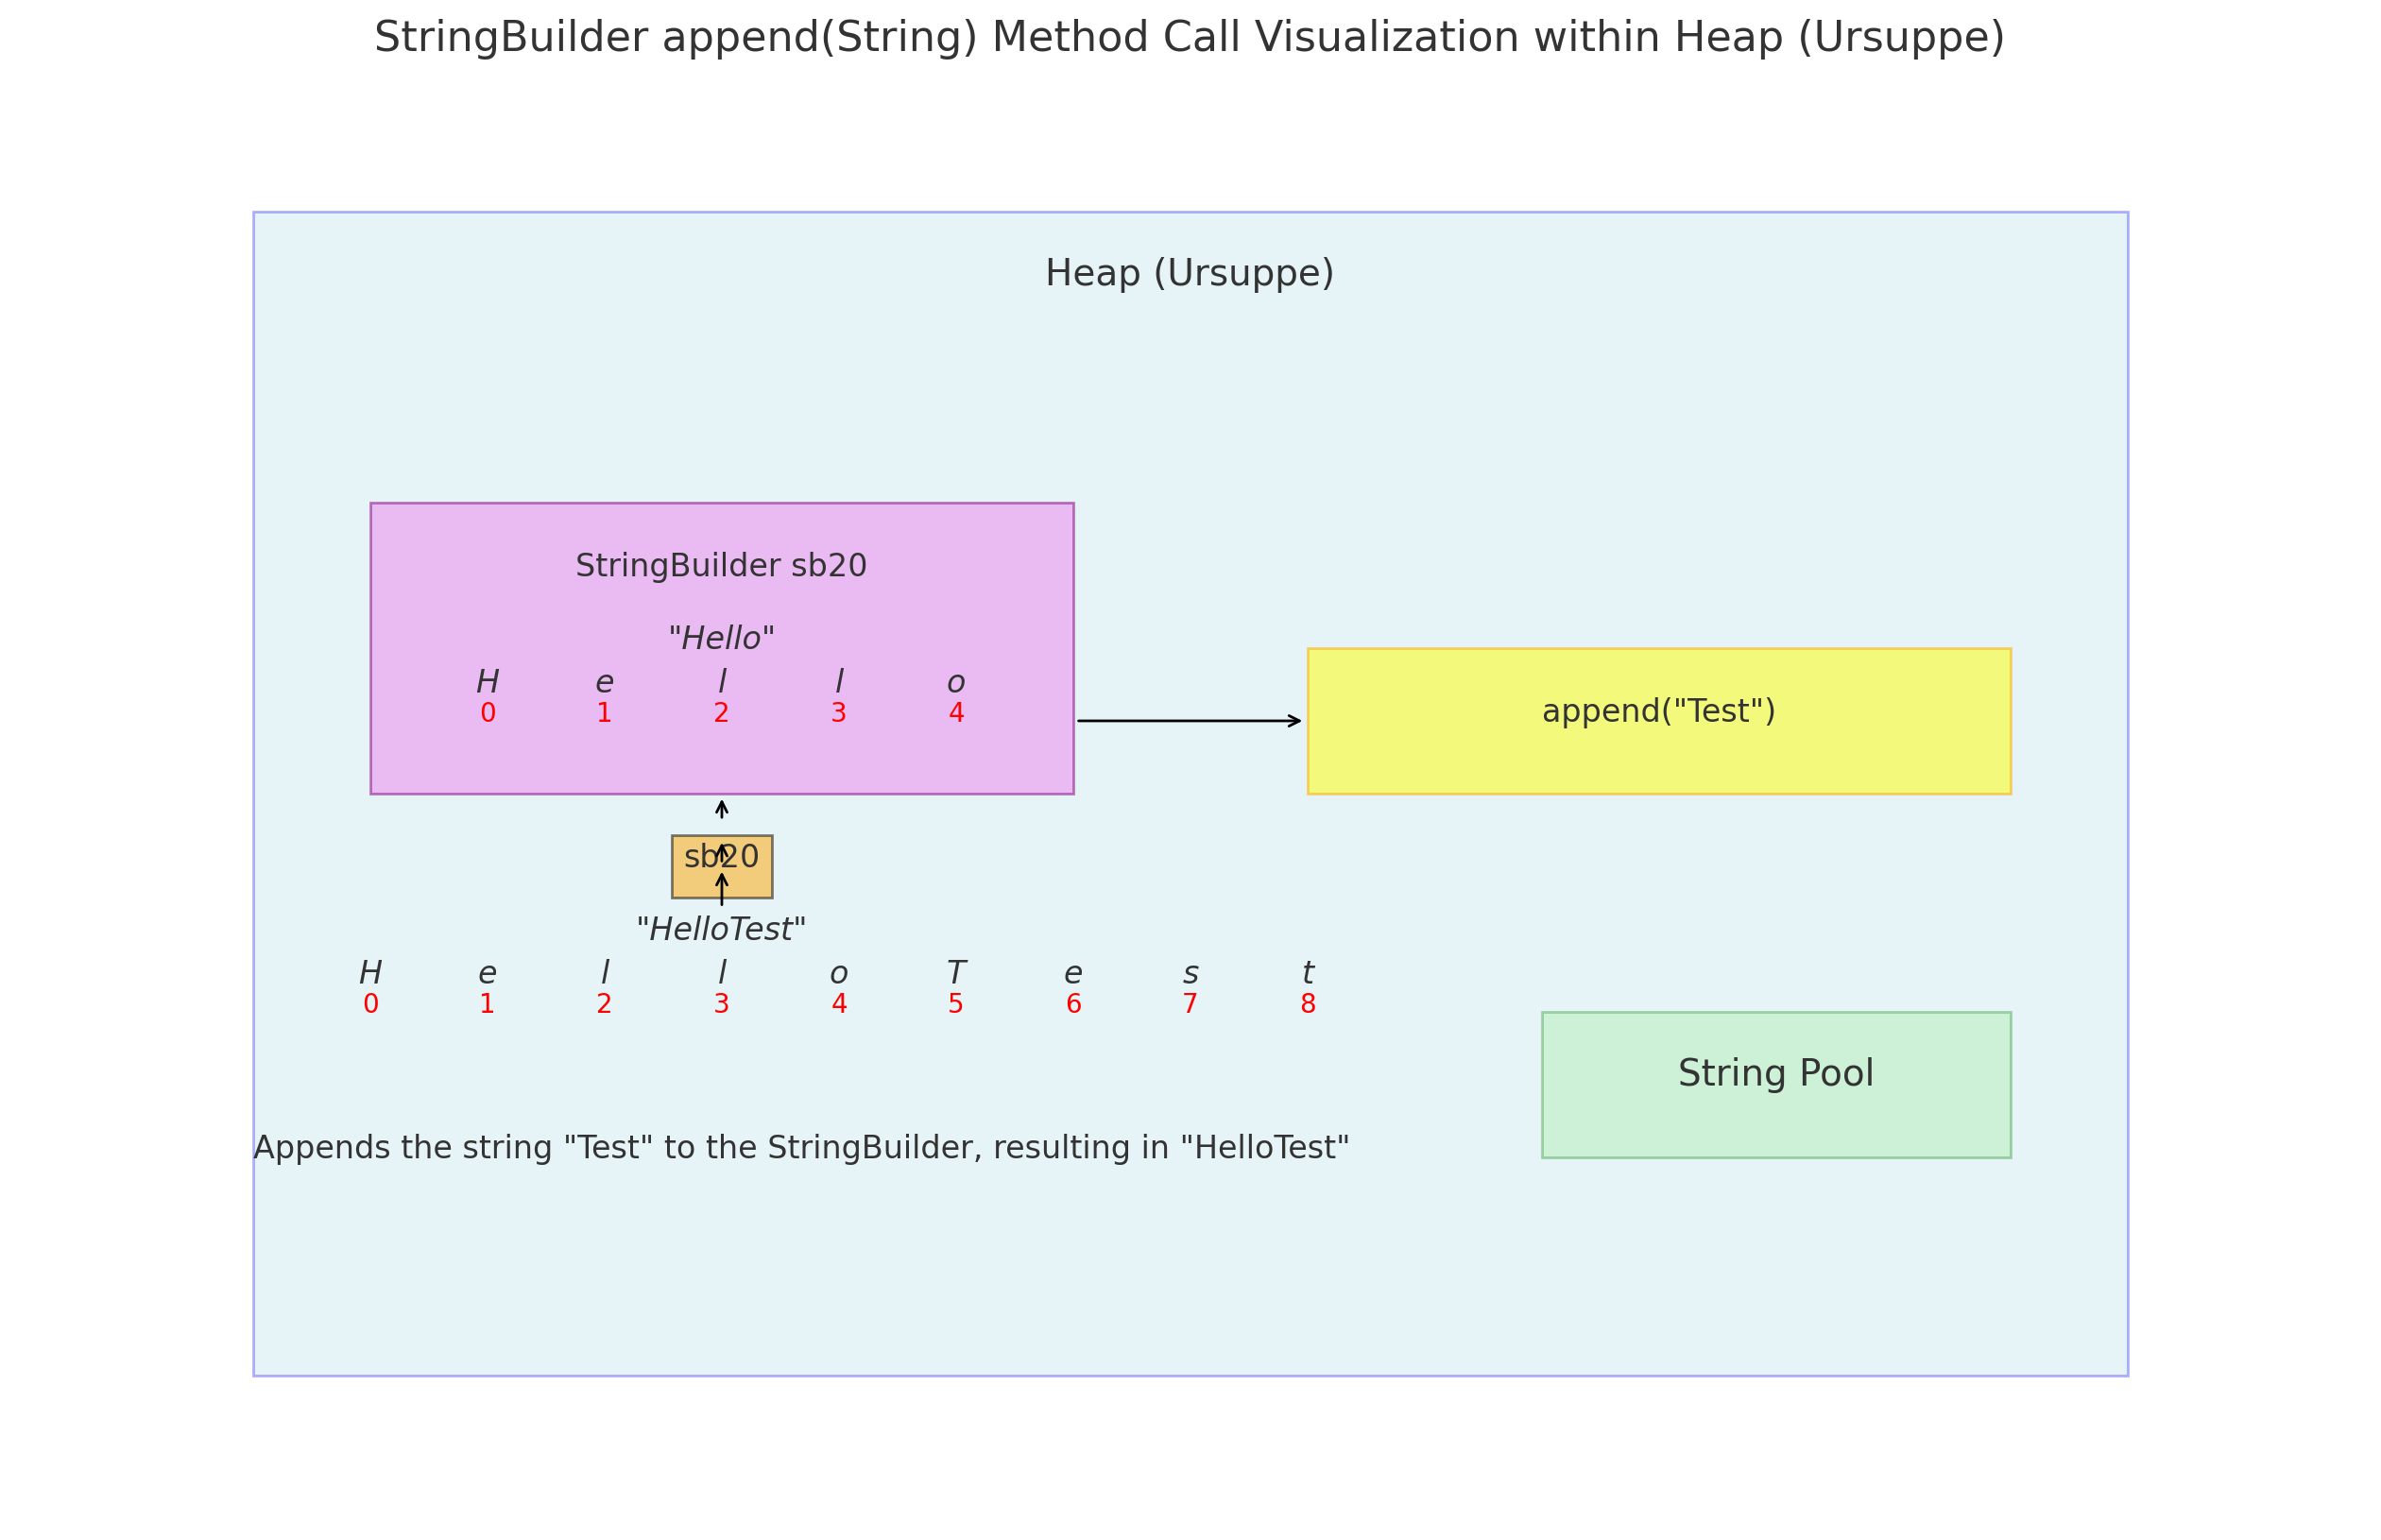 StringBuilder append(String) Method Call Visualization within Heap (Ursuppe)
Heap (Ursuppe)
StringBuilder sb20
"Hello"
H e l l o
0 1 2 3 4
append("Test")
sb20
"HelloTest"
H e l l o T e s t
0 1 2 3 4 5 6 7 8
String Pool
Appends the string "Test" to the StringBuilder, resulting in "HelloTest"